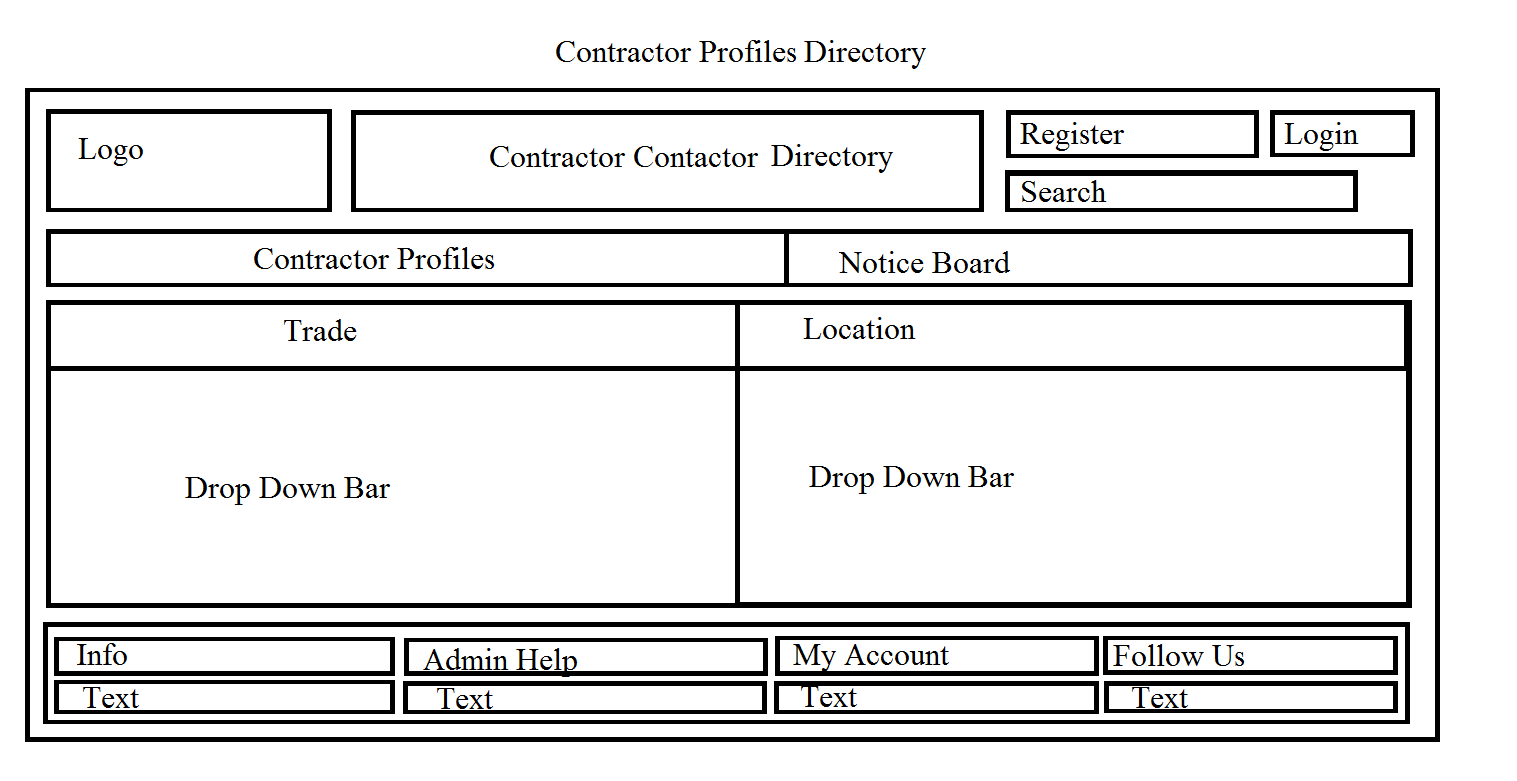 Contractor Profiles Directory
Logo
Contractor Contactor Directory
Register
Login
Search
Contractor Profiles
Notice Board
Trade
Location
Drop Down Bar
Drop Down Bar
Info
Admin Help
My Account
Follow Us
Text
Text
Text
Text